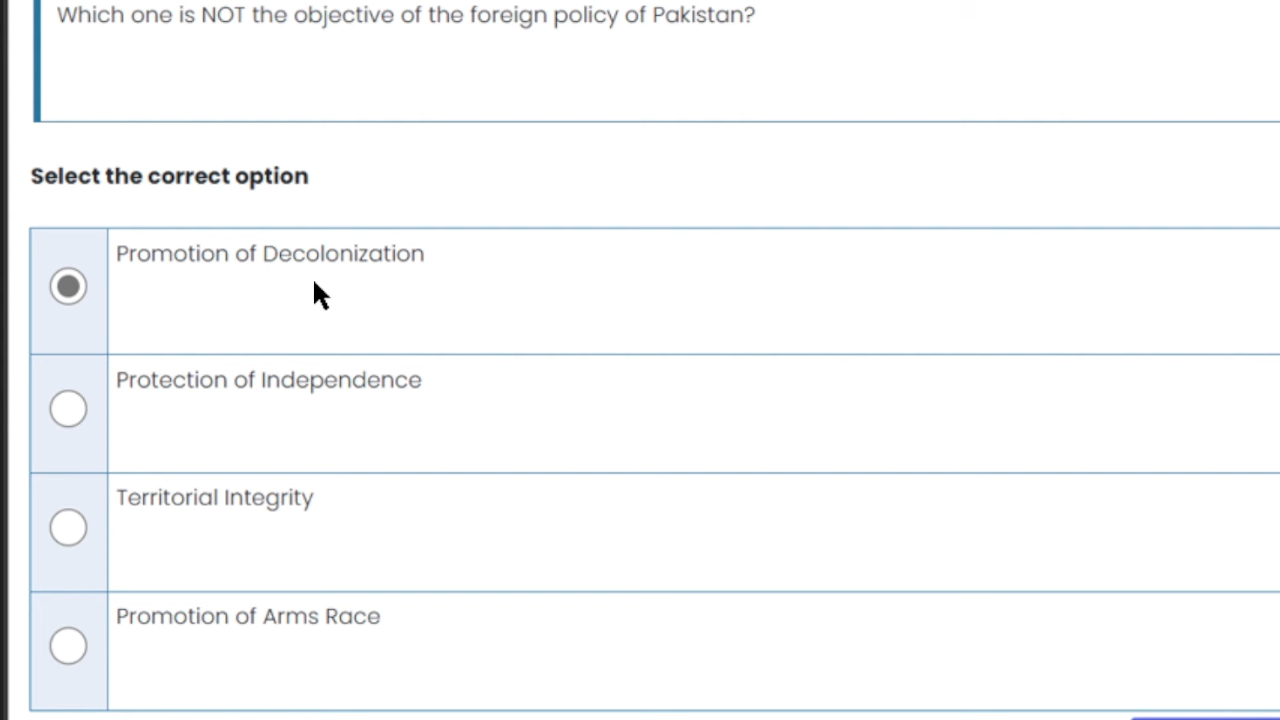 Which one is NOT the objective of the foreign policy of Pakistan?
Select the correct option
Promotion of Decolonization
Protection of Independence
Territorial Integrity
Promotion of Arms Race